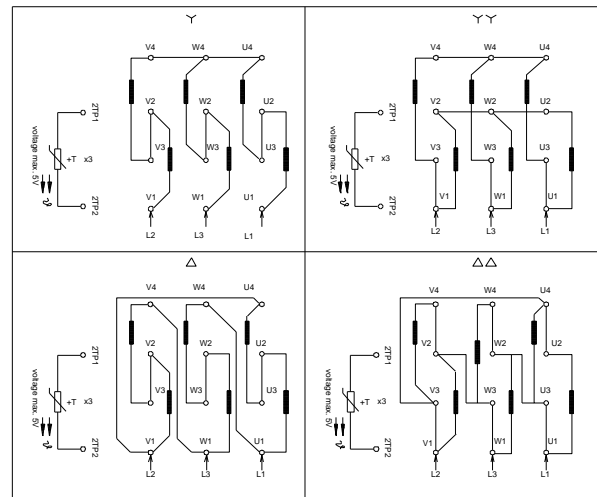 V4 W4 U4
V2 W2 U2
V3 W3 U3
V1 W1 U1
L2 L3 L1
2TP1
+T x3
voltage max. 5V
ϑ
2TP2
V4 W4 U4
V2 W2 U2
V3 W3 U3
V1 W1 U1
L2 L3 L1
2TP1
+T x3
voltage max. 5V
ϑ
2TP2
V4 W4 U4
V2 W2 U2
V3 W3 U3
V1 W1 U1
L2 L3 L1
2TP1
+T x3
voltage max. 5V
ϑ
2TP2
V4 W4 U4
V2 W2 U2
V3 W3 U3
V1 W1 U1
L2 L3 L1
2TP1
+T x3
voltage max. 5V
ϑ
2TP2